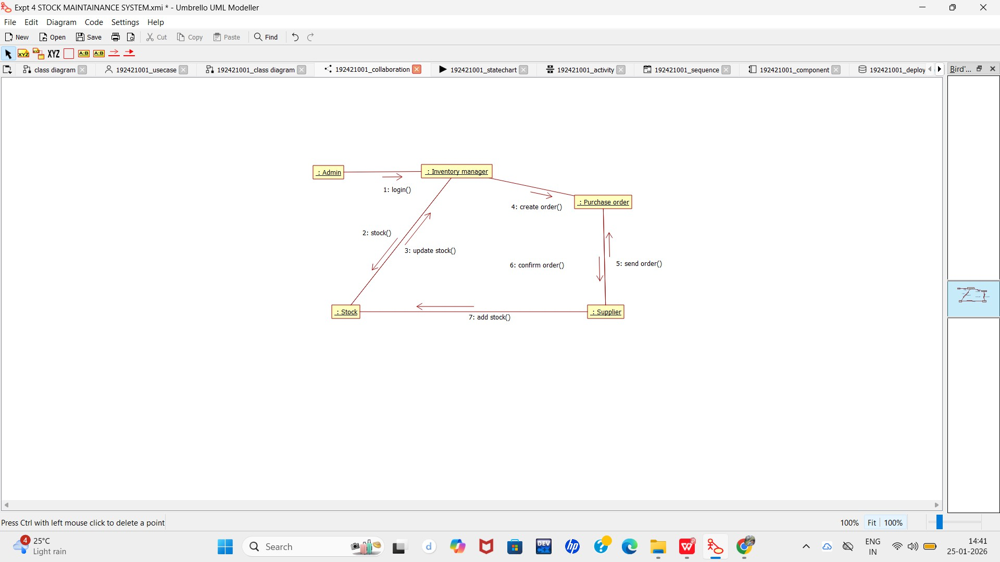 Expt 4 STOCK MAINTAINANCE SYSTEM.xmi * - Umbrello UML Modeller
File Edit Diagram Code Settings Help
New Open Save Cut Copy Paste Find
XYZ XYZ XYZ A:B A:B
class diagram 192421001_usecase 192421001_class diagram 192421001_collaboration 192421001_statechart 192421001_activity 192421001_sequence 192421001_component 192421001_deploy Bird'...
: Admin
: Inventory manager
1: login()
: Purchase order
4: create order()
2: stock()
3: update stock()
6: confirm order()
5: send order()
: Stock
: Supplier
7: add stock()
Press Ctrl with left mouse click to delete a point
100% Fit 100%
4
25°C
Light rain
Search
d
DEV
hp
?
W
ENG
IN
14:41
25-01-2026